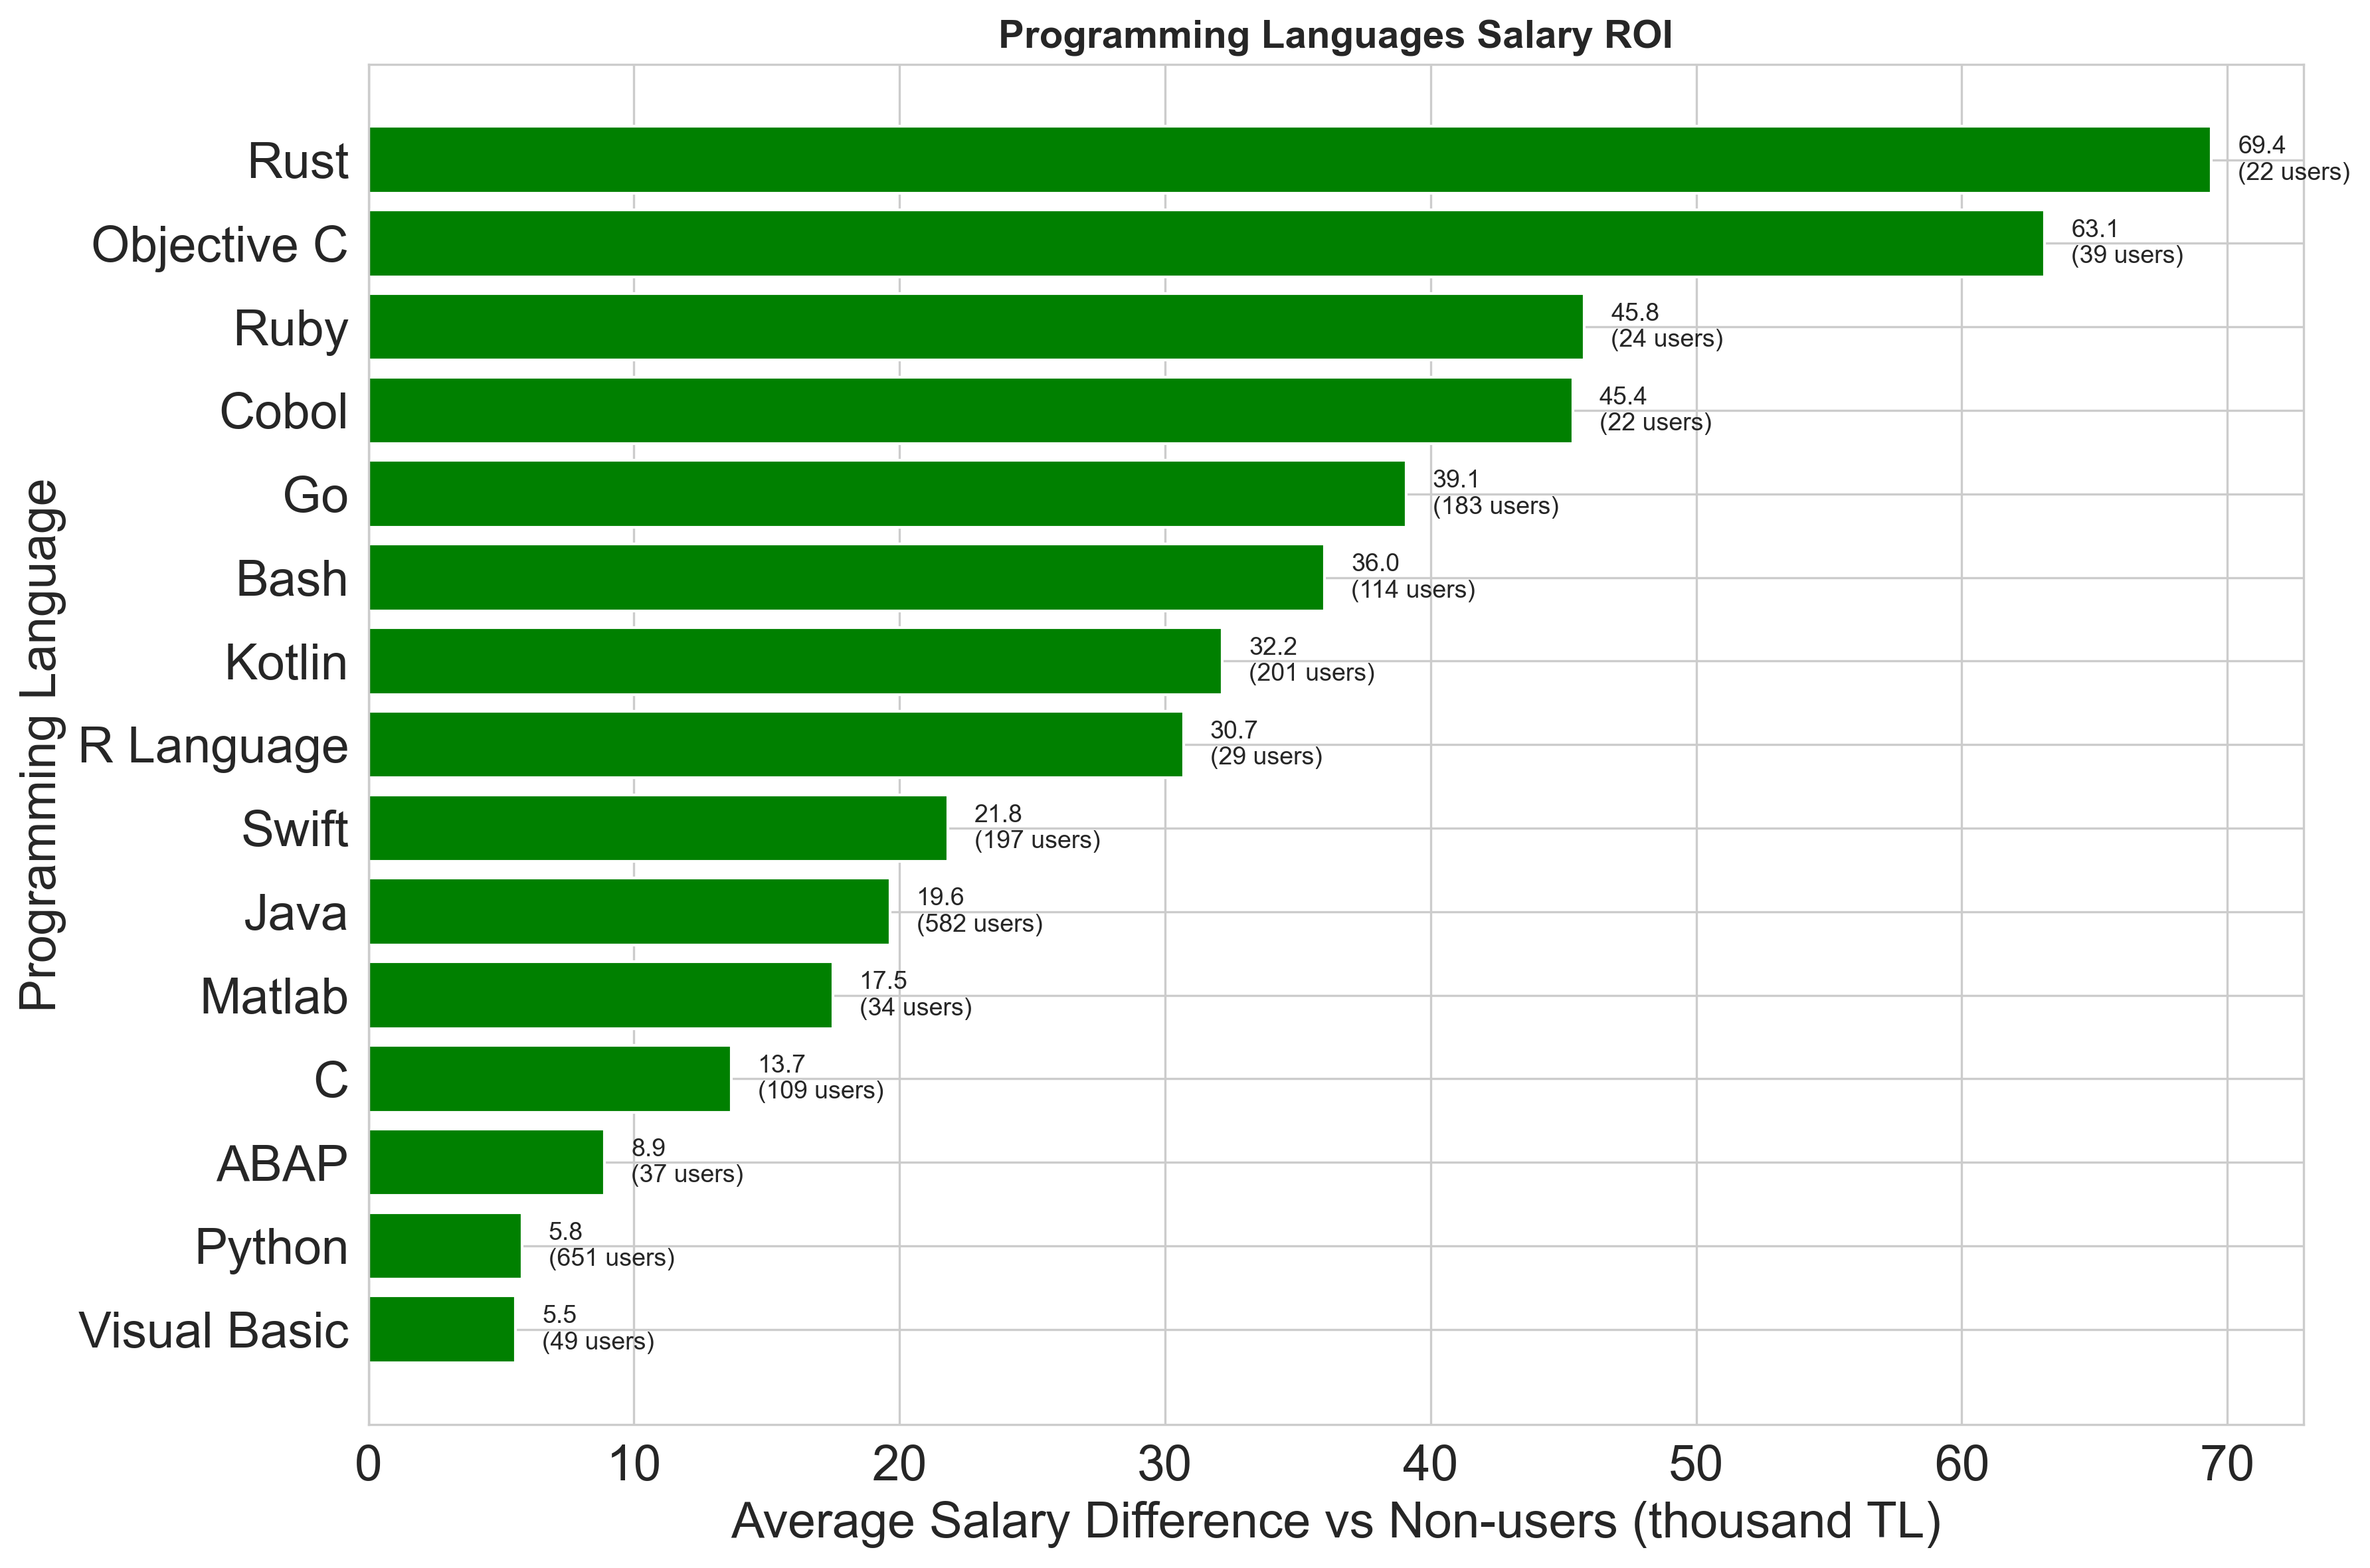 Programming Languages Salary ROI
Programming Language
Rust
69.4
(22 users)
Objective C
63.1
(39 users)
Ruby
45.8
(24 users)
Cobol
45.4
(22 users)
Go
39.1
(183 users)
Bash
36.0
(114 users)
Kotlin
32.2
(201 users)
R Language
30.7
(29 users)
Swift
21.8
(197 users)
Java
19.6
(582 users)
Matlab
17.5
(34 users)
C
13.7
(109 users)
ABAP
8.9
(37 users)
Python
5.8
(651 users)
Visual Basic
5.5
(49 users)
0 10 20 30 40 50 60 70
Average Salary Difference vs Non-users (thousand TL)